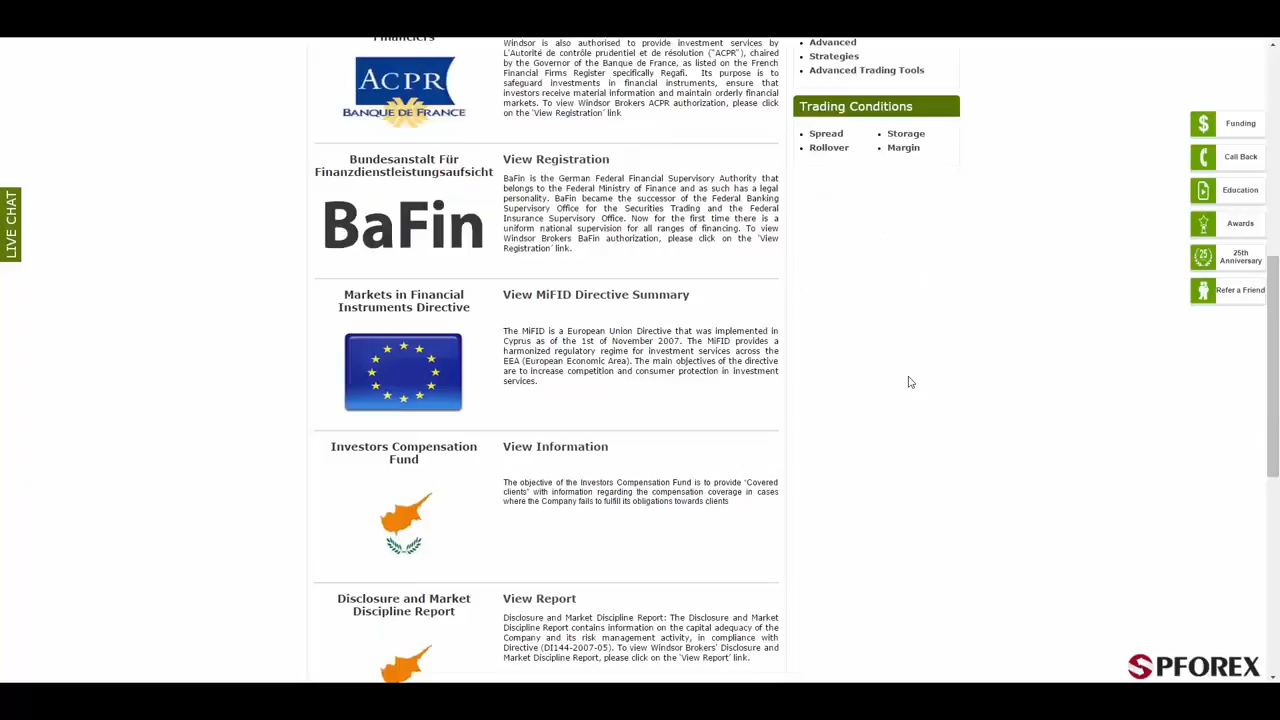 Financiers
ACPR
BANQUE DE FRANCE
Windsor is also authorised to provide investment services by
L'Autorité de contrôle prudentiel et de résolution ("ACPR"), chaired
by the Governor of the Banque de France, as listed on the French
Financial Firms Register specifically Regafi. Its purpose is to
safeguard investments in financial instruments, ensure that
investors receive material information and maintain orderly financial
markets. To view Windsor Brokers ACPR authorization, please click
on the 'View Registration' link
Bundesanstalt Für
Finanzdienstleistungsaufsicht
BaFin
View Registration
BaFin is the German Federal Financial Supervisory Authority that
belongs to the Federal Ministry of Finance and as such has a legal
personality. BaFin became the successor of the Federal Banking
Supervisory Office for the Securities Trading and the Federal
Insurance Supervisory Office. Now for the first time there is a
uniform national supervision for all ranges of financing. To view
Windsor Brokers BaFin authorization, please click on the 'View
Registration' link.
Markets in Financial
Instruments Directive
View MiFID Directive Summary
The MiFID is a European Union Directive that was implemented in
Cyprus as of the 1st of November 2007. The MiFID provides a
harmonized regulatory regime for investment services across the
EEA (European Economic Area). The main objectives of the directive
are to increase competition and consumer protection in investment
services.
Investors Compensation
Fund
View Information
The objective of the Investors Compensation Fund is to provide "Covered
clients" with information regarding the compensation coverage in cases
where the Company fails to fulfill its obligations towards clients
Disclosure and Market
Discipline Report
View Report
Disclosure and Market Discipline Report: The Disclosure and Market
Discipline Report contains information on the capital adequacy of the
Company and its risk management activity, in compliance with
Directive (DI144-2007-05). To view Windsor Brokers' Disclosure and
Market Discipline Report, please click on the 'View Report' link.
Advanced
Strategies
Advanced Trading Tools
Trading Conditions
Spread
Storage
Rollover
Margin
LIVE CHAT
Funding
Call Back
Education
Awards
25
25th
Anniversary
Refer a Friend
SPFOREX